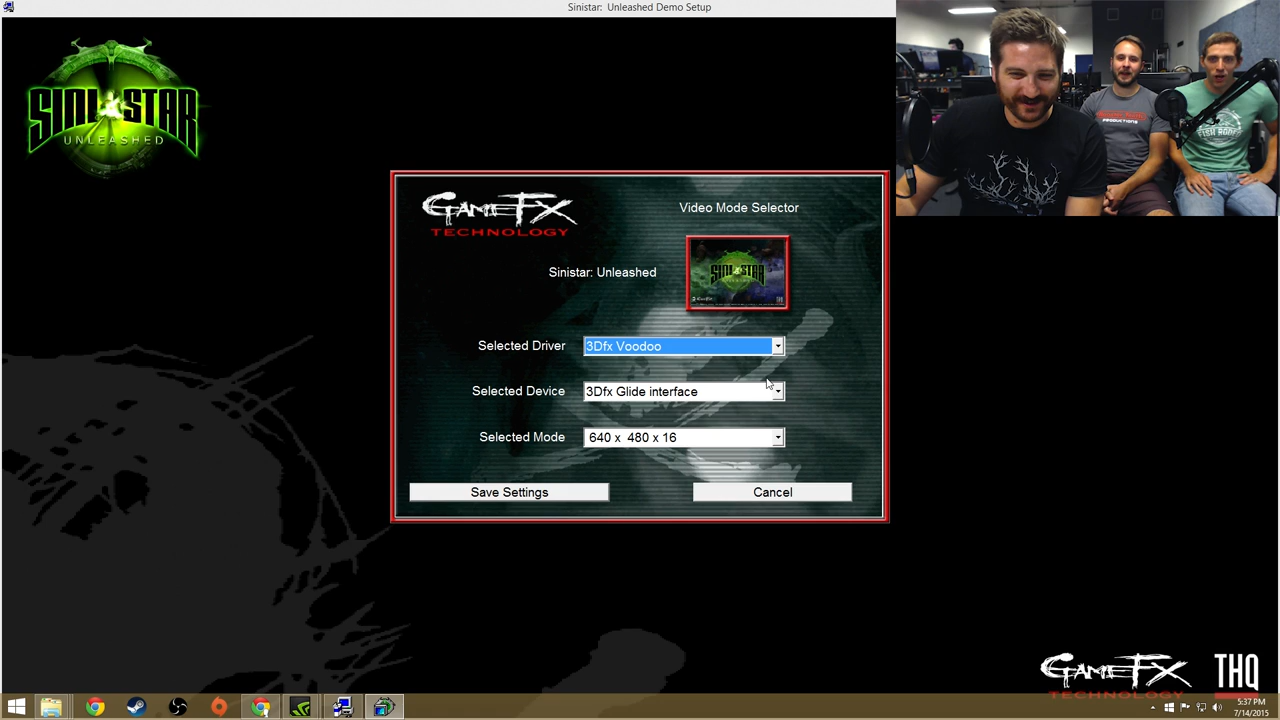 Sinistar: Unleashed Demo Setup
SINISTAR
UNLEASHED
GAMEFX
TECHNOLOGY
Video Mode Selector
Sinistar: Unleashed
SINISTAR
Selected Driver
3Dfx Voodoo
Selected Device
3Dfx Glide interface
Selected Mode
640 x 480 x 16
Save Settings
Cancel
GAMEFX
TECHNOLOGY
THQ
5:37 PM
7/14/2015